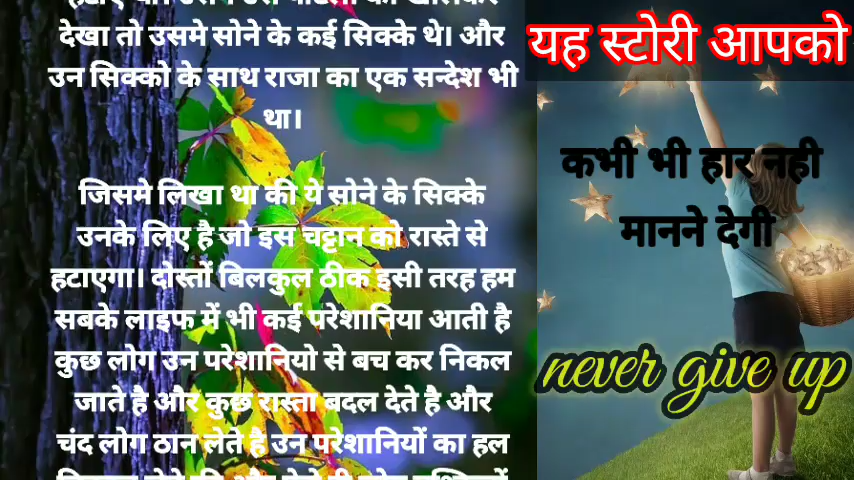 देखा तो उसमे सोने के कई सिक्के थे। और
उन सिक्को के साथ राजा का एक सन्देश भी
था।
जिसमे लिखा था की ये सोने के सिक्के
उनके लिए है जो इस चट्टान को रास्ते से
हटाएगा। दोस्तों बिलकुल ठीक इसी तरह हम
सबके लाइफ में भी कई परेशानिया आती है
कुछ लोग उन परेशानियो से बच कर निकल
जाते है और कुछ रास्ता बदल देते है और
चंद लोग ठान लेते है उन परेशानियों का हल
यह स्टोरी आपको
कभी भी हार नही
मानने देगी
never give up